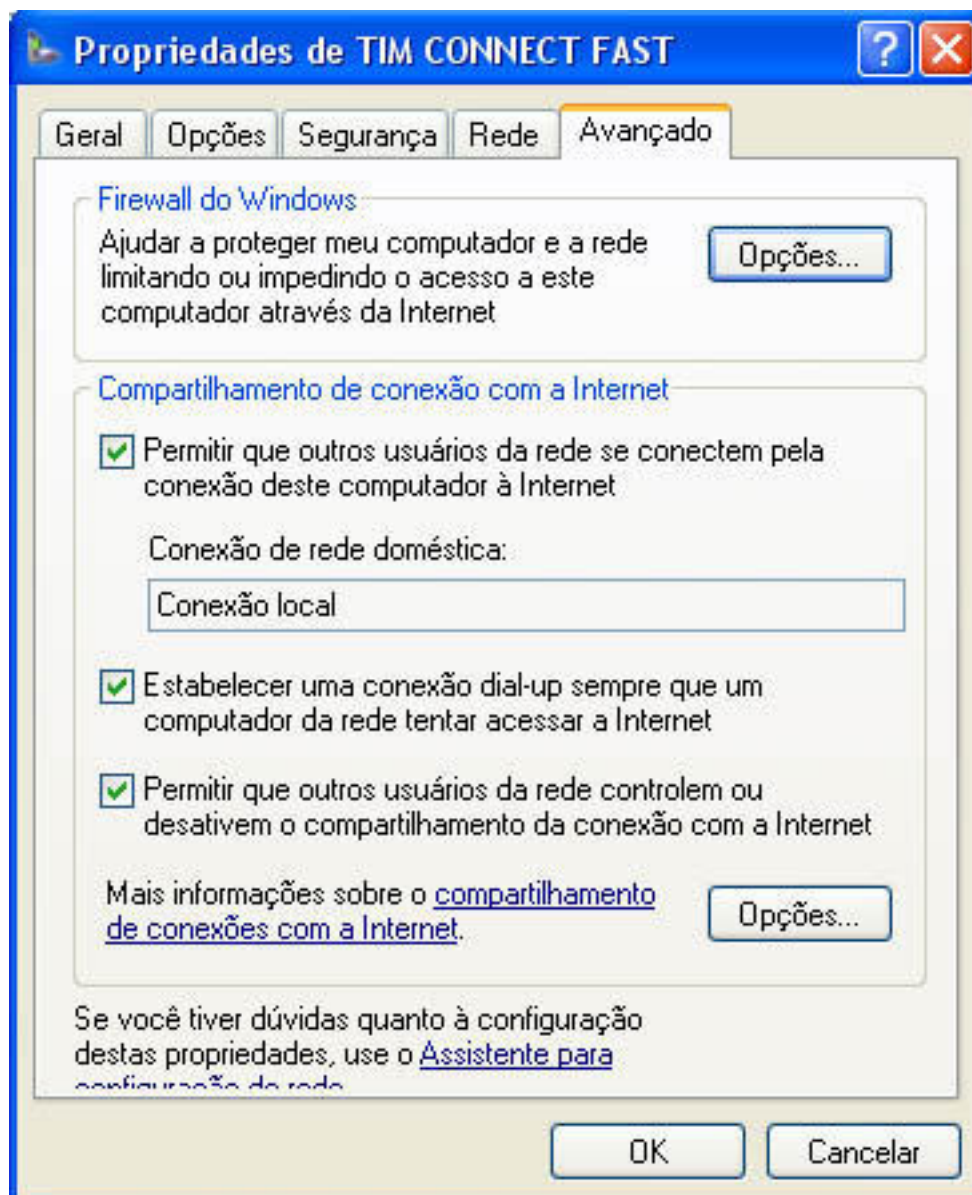 Propriedades de TIM CONNECT FAST
Geral Opções Segurança Rede Avançado
Firewall do Windows
Ajudar a proteger meu computador e a rede
limitando ou impedindo o acesso a este
computador através da Internet
Opções...
Compartilhamento de conexão com a Internet
Permitir que outros usuários da rede se conectem pela
conexão deste computador à Internet
Conexão de rede doméstica:
Conexão local
Estabelecer uma conexão dial-up sempre que um
computador da rede tentar acessar a Internet
Permitir que outros usuários da rede controlem ou
desativem o compartilhamento da conexão com a Internet
Mais informações sobre o compartilhamento
de conexões com a Internet.
Opções...
Se você tiver dúvidas quanto à configuração
destas propriedades, use o Assistente para
configuração de rede
OK Cancelar